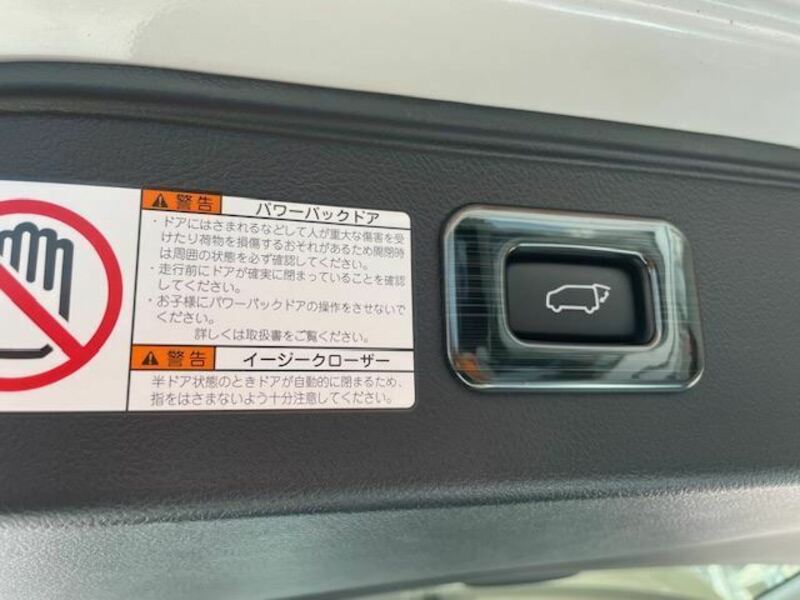 警告 パワーバックドア
・ドアにはさまれるなどして人が重大な傷害を受
けたり荷物を損傷するおそれがあるため開閉時
は周囲の状態を必ず確認してください。
・走行前にドアが確実に閉まっていることを確認
してください。
・お子様にパワーバックドアの操作をさせないで
ください。
詳しくは取扱書をご覧ください。
警告 イージークローザー
半ドア状態のときドアが自動的に閉まるため、
指をはさまないよう十分注意してください。